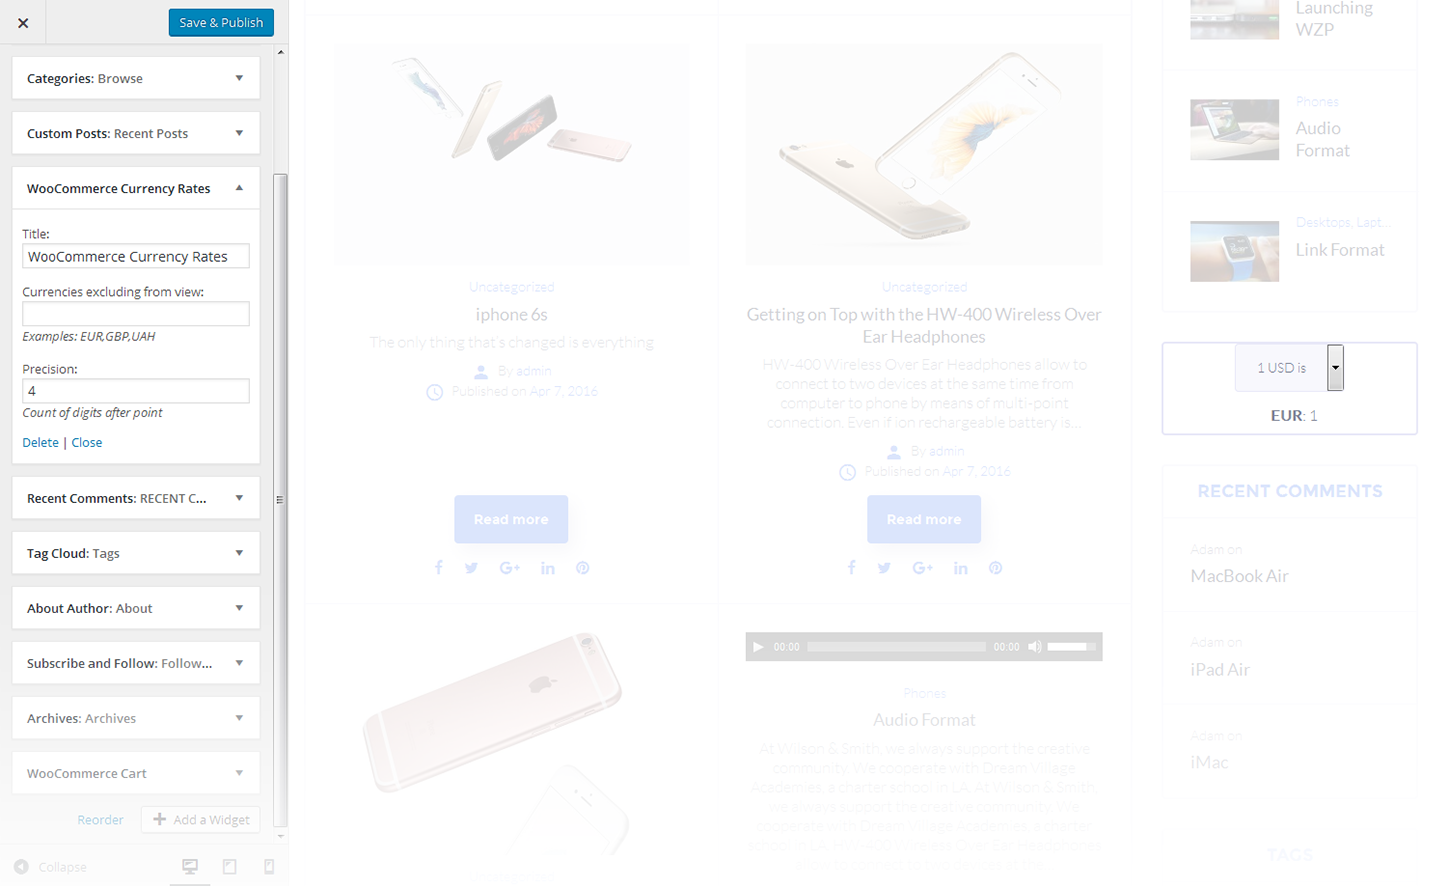 Save & Publish
Categories: Browse
Custom Posts: Recent Posts
WooCommerce Currency Rates
Title:
WooCommerce Currency Rates
Currencies excluding from view:
Examples: EUR,GBP,UAH
Precision:
4
Count of digits after point
Delete | Close
Recent Comments: RECENT C...
Tag Cloud: Tags
About Author: About
Subscribe and Follow: Follow...
Archives: Archives
WooCommerce Cart
Reorder
Add a Widget
Collapse
Uncategorized
iphone 6s
The only thing that's changed is everything
By admin
Published on Apr 7, 2016
Read more
Uncategorized
Getting on Top with the HW-400 Wireless Over
Ear Headphones
HW-400 Wireless Over Ear Headphones allow to
connect to two devices at the same time from
computer to phone by means of multi-point
connection. Even if ion rechargeable battery is...
By admin
Published on Apr 7, 2016
Read more
00:00
00:00
Phones
Audio Format
At Wilson & Smith, we always support the creative
community. We cooperate with Dream Village
Academies, a charter school in LA. At Wilson & Smith
we always support the creative community. We
cooperate with Dream Village Academies, a charter
school in LA. HW-400 Wireless Over Ear Headphones
Launching
WZP
Phones
Audio
Format
Desktops, Lapt...
Link Format
1 USD is
EUR: 1
RECENT COMMENTS
Adam on
MacBook Air
Adam on
iPad Air
Adam on
iMac
TAGS